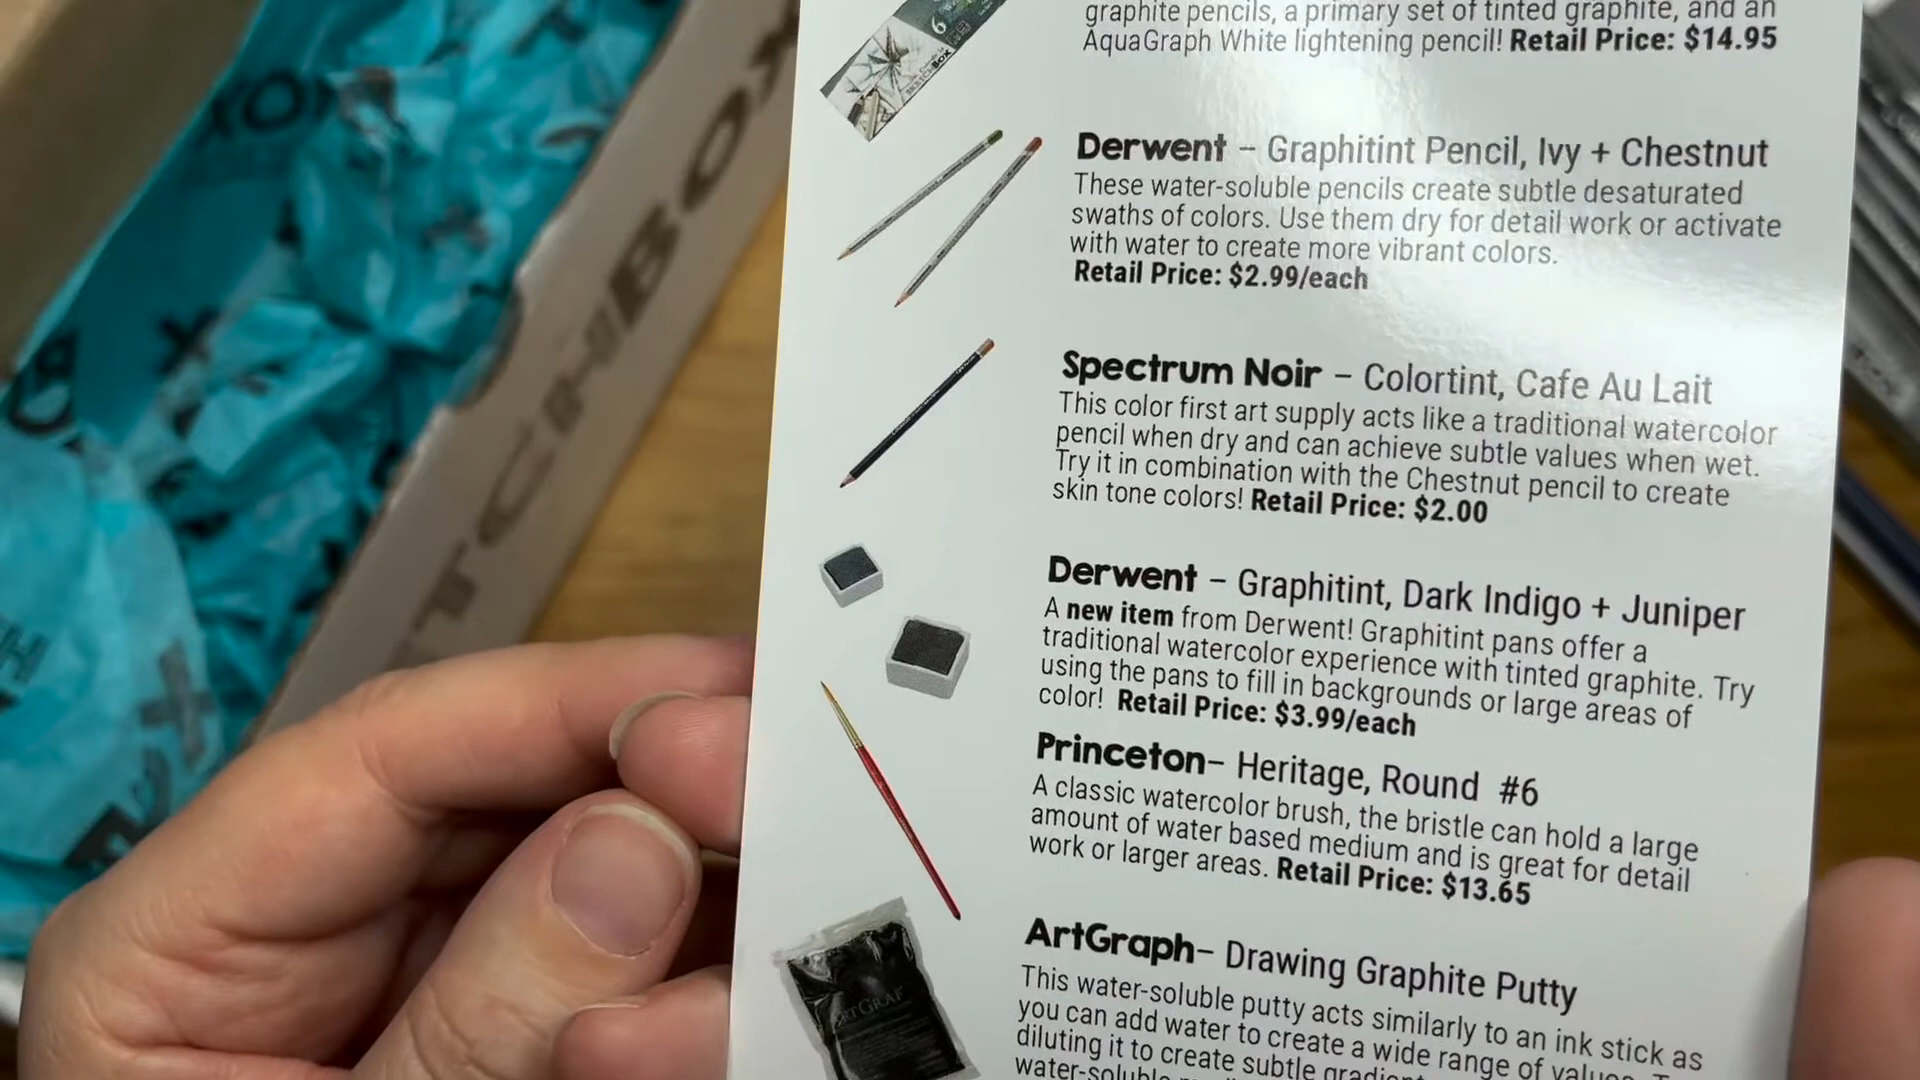 graphite pencils, a primary set of tinted graphite, and an
AquaGraph White lightening pencil! Retail Price: $14.95
Derwent – Graphitint Pencil, Ivy + Chestnut
These water-soluble pencils create subtle desaturated
swaths of colors. Use them dry for detail work or activate
with water to create more vibrant colors.
Retail Price: $2.99/each
Spectrum Noir – Colortint, Cafe Au Lait
This color first art supply acts like a traditional watercolor
pencil when dry and can achieve subtle values when wet.
Try it in combination with the Chestnut pencil to create
skin tone colors! Retail Price: $2.00
Derwent – Graphitint, Dark Indigo + Juniper
A new item from Derwent! Graphitint pans offer a
traditional watercolor experience with tinted graphite. Try
using the pans to fill in backgrounds or large areas of
color! Retail Price: $3.99/each
Princeton– Heritage, Round #6
A classic watercolor brush, the bristle can hold a large
amount of water based medium and is great for detail
work or larger areas. Retail Price: $13.65
ArtGraph– Drawing Graphite Putty
This water-soluble putty acts similarly to an ink stick as
you can add water to create a wide range of values.
diluting it to create subtle
water-soluble
ARTGRAF
TCHBOX
6